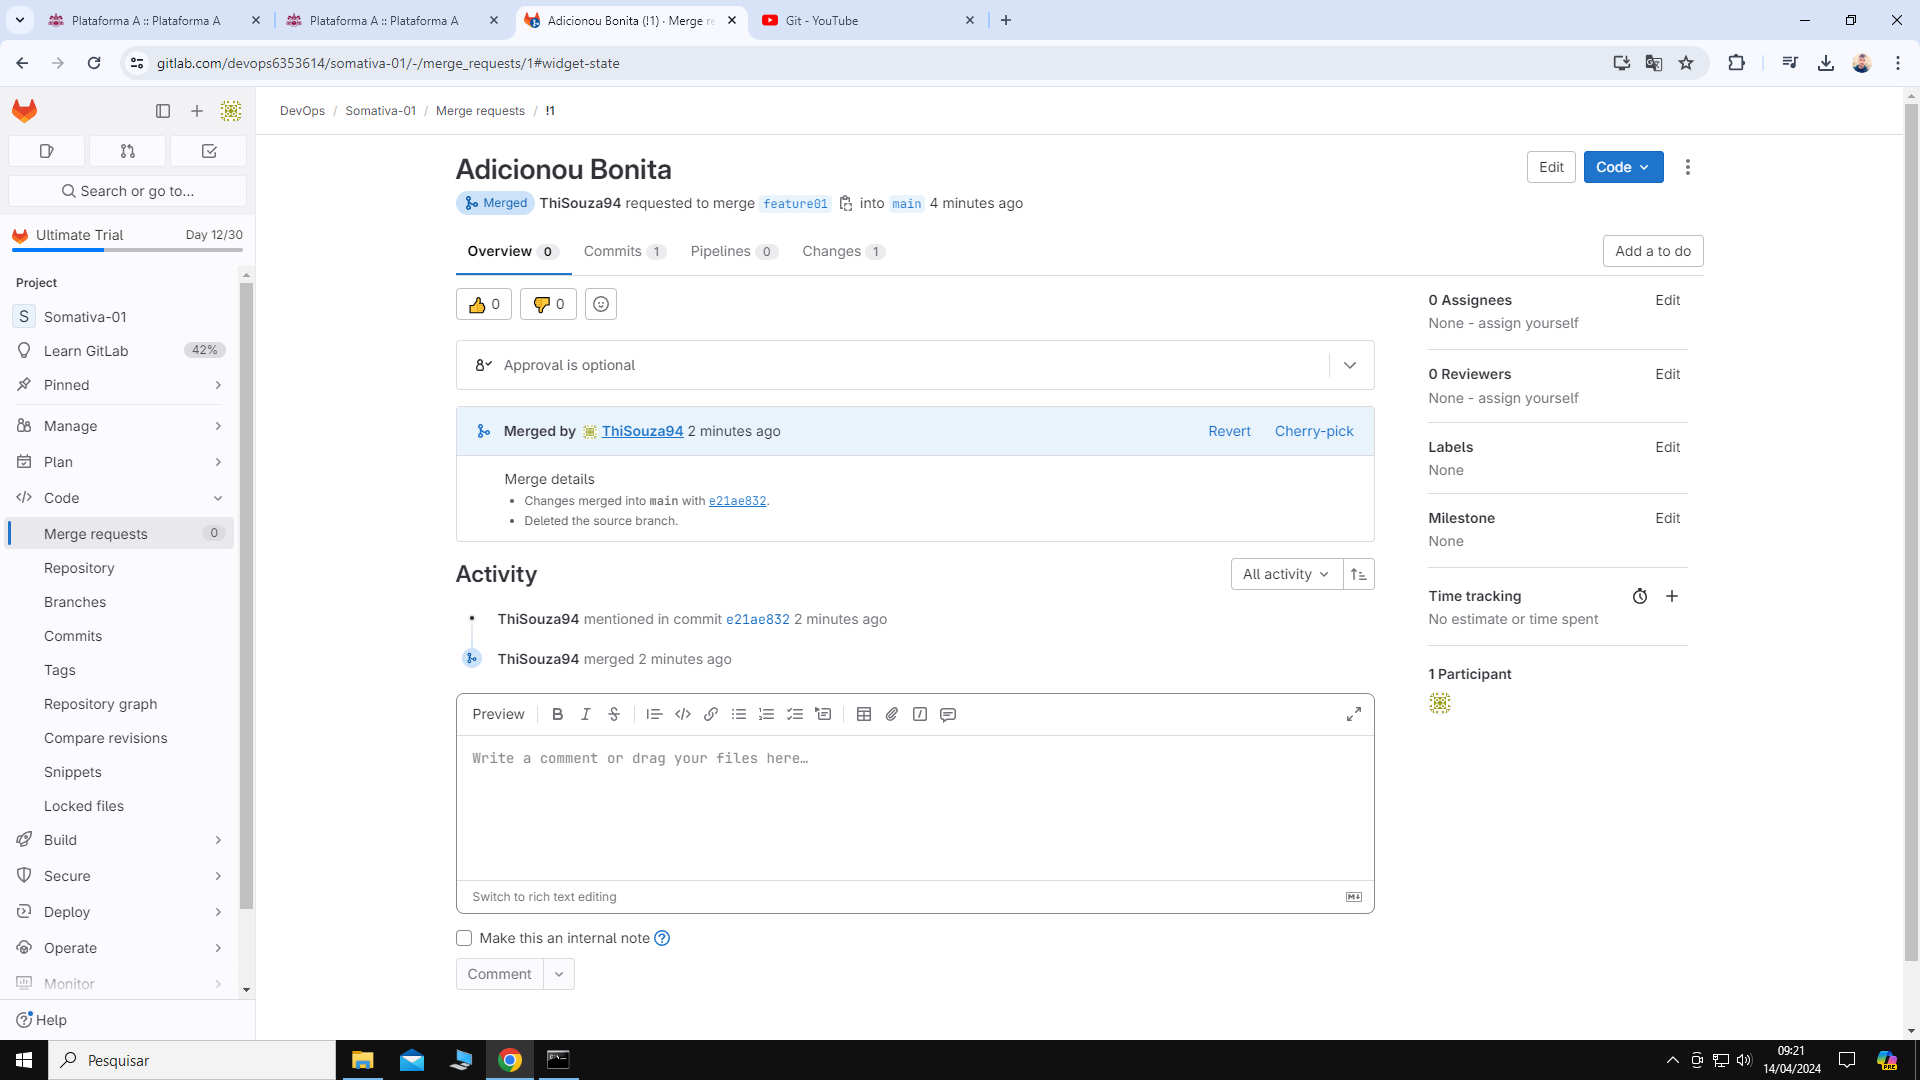 Plataforma A :: Plataforma A
Plataforma A :: Plataforma A
Adicionou Bonita (!1) · Merge re
Git - YouTube
gitlab.com/devops6353614/somativa-01/-/merge_requests/1#widget-state
DevOps / Somativa-01 / Merge requests / !1
Search or go to...
Ultimate Trial Day 12/30
Project
S Somativa-01
Learn GitLab 42%
Pinned
Manage
Plan
Code
Merge requests 0
Repository
Branches
Commits
Tags
Repository graph
Compare revisions
Snippets
Locked files
Build
Secure
Deploy
Operate
Monitor
Help
Adicionou Bonita
Edit
Code
Merged ThiSouza94 requested to merge feature01 into main 4 minutes ago
Overview 0 Commits 1 Pipelines 0 Changes 1
Add a to do
0 0
Approval is optional
Merged by ThiSouza94 2 minutes ago
Revert Cherry-pick
Merge details
Changes merged into main with e21ae832.
Deleted the source branch.
Activity
All activity
ThiSouza94 mentioned in commit e21ae832 2 minutes ago
ThiSouza94 merged 2 minutes ago
Preview
Write a comment or drag your files here…
Switch to rich text editing
Make this an internal note
Comment
0 Assignees Edit
None - assign yourself
0 Reviewers Edit
None - assign yourself
Labels Edit
None
Milestone Edit
None
Time tracking
No estimate or time spent
1 Participant
Pesquisar
09:21
14/04/2024